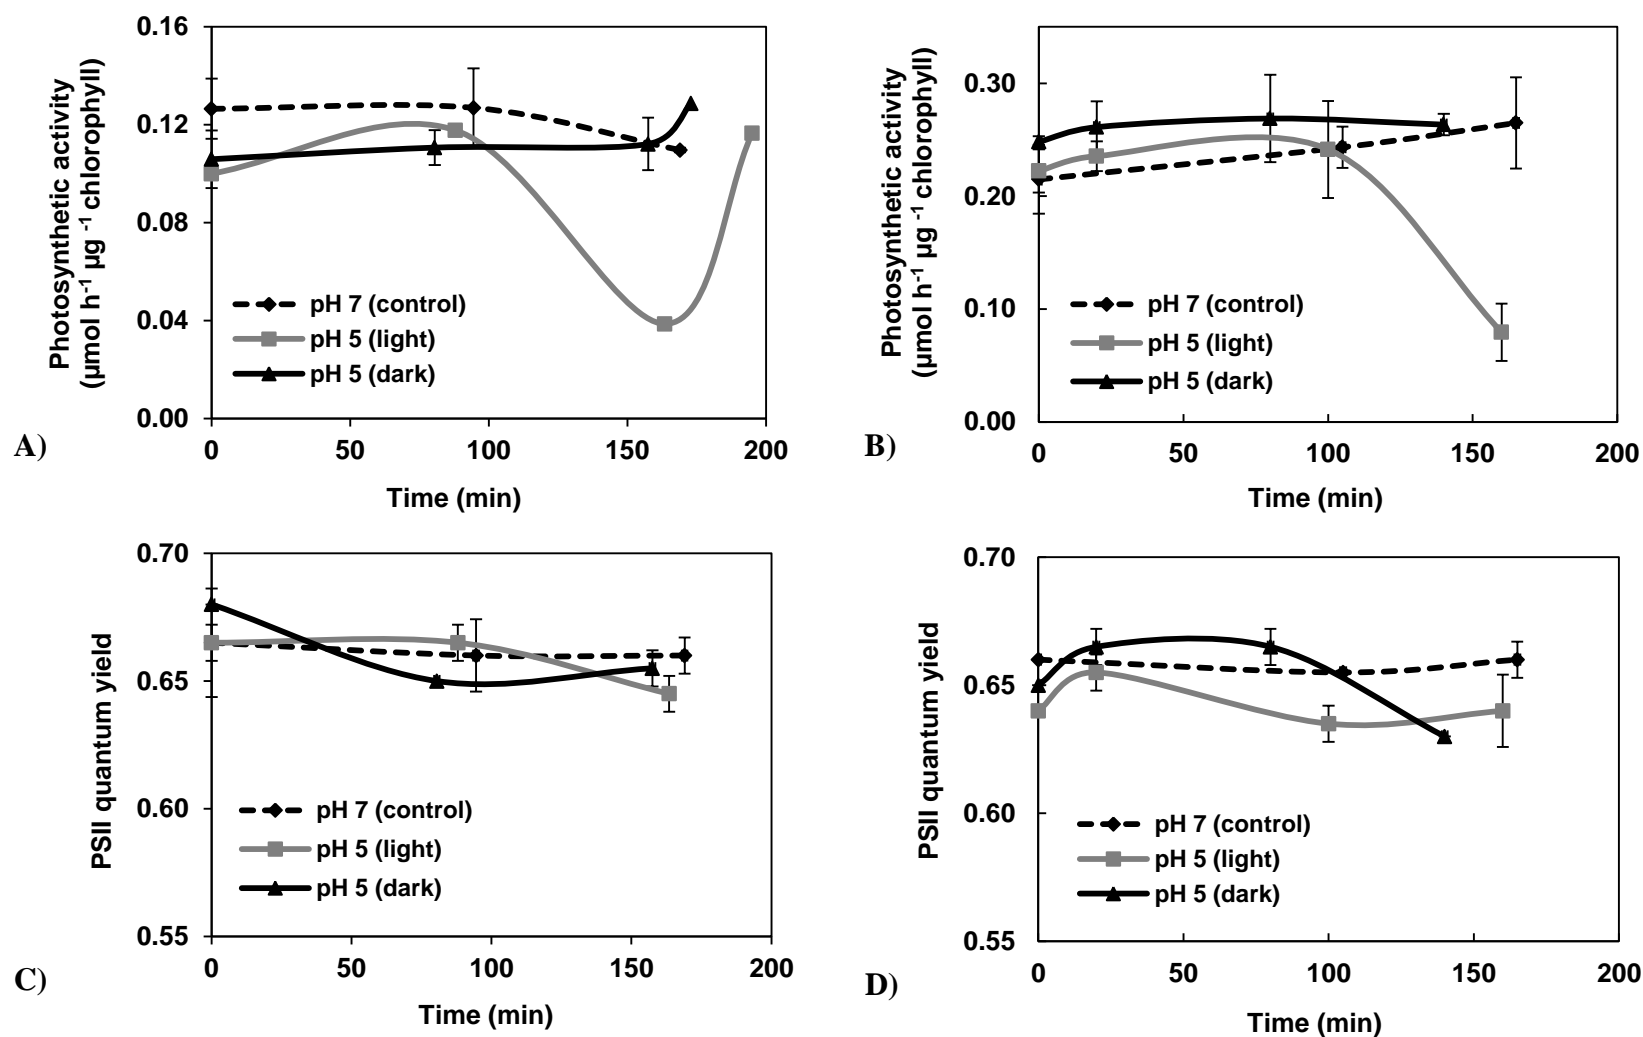 Photosynthetic activity
(µmol h⁻¹ µg ⁻¹ chlorophyll)
0.16
0.12
0.08
0.04
0.00
pH 7 (control)
pH 5 (light)
pH 5 (dark)
0
50
100
150
200
Time (min)
A)
Photosynthetic activity
(µmol h⁻¹ µg ⁻¹ chlorophyll)
0.30
0.20
0.10
0.00
pH 7 (control)
pH 5 (light)
pH 5 (dark)
0
50
100
150
200
Time (min)
B)
PSII quantum yield
0.70
0.65
0.60
0.55
pH 7 (control)
pH 5 (light)
pH 5 (dark)
0
50
100
150
200
Time (min)
C)
PSII quantum yield
0.70
0.65
0.60
0.55
pH 7 (control)
pH 5 (light)
pH 5 (dark)
0
50
100
150
200
Time (min)
D)